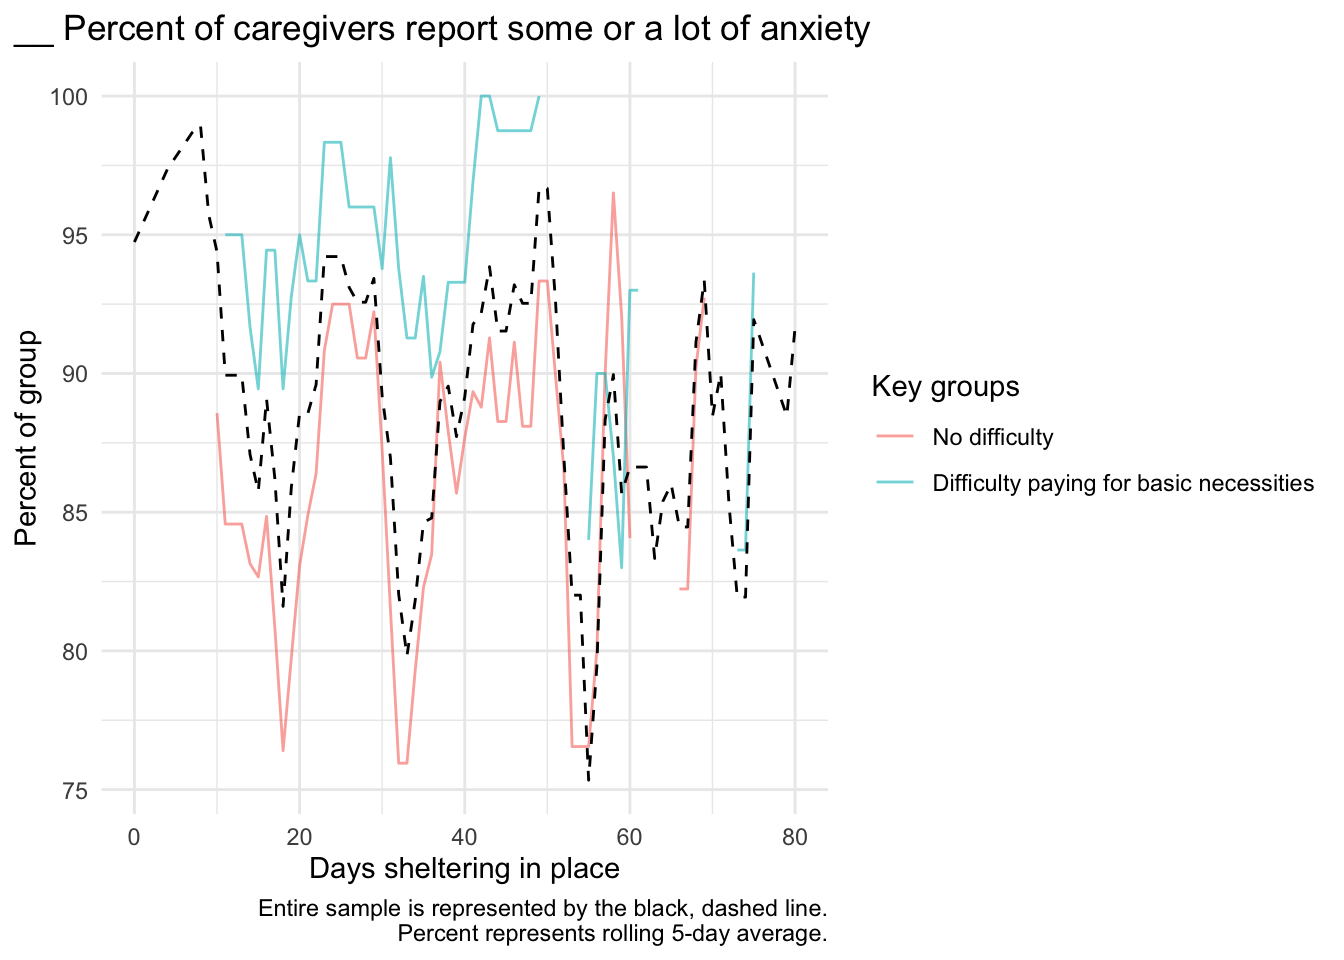 __ Percent of caregivers report some or a lot of anxiety
Percent of group
100
95
90
85
80
75
0 20 40 60 80
Days sheltering in place
Key groups
No difficulty
Difficulty paying for basic necessities
Entire sample is represented by the black, dashed line.
Percent represents rolling 5-day average.